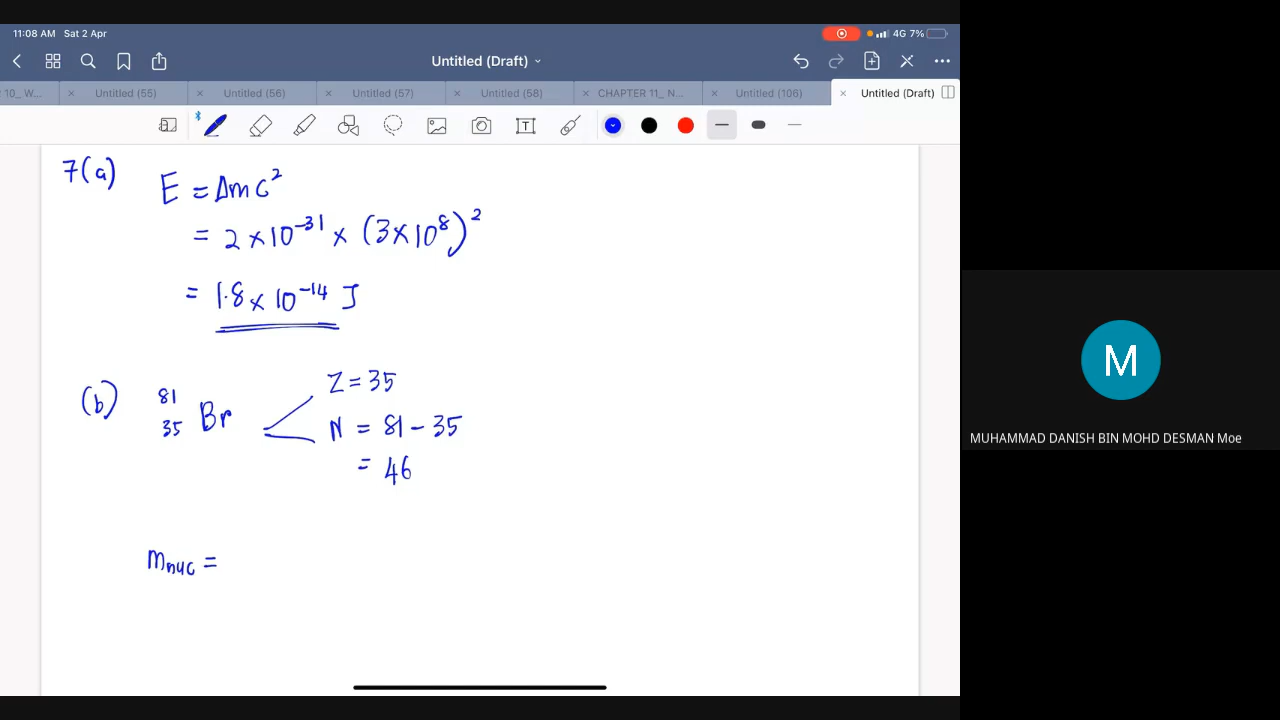 11:08 AM Sat 2 Apr
4G 7%
Untitled (Draft)
10_ W...
Untitled (55)
Untitled (56)
Untitled (57)
Untitled (58)
CHAPTER 11_ N...
Untitled (106)
Untitled (Draft)
7(a) E = Δmc²
= 2 × 10⁻³¹ × (3×10⁸)²
= 1.8 × 10⁻¹⁴ J
(b) ⁸¹₃₅Br
Z = 35
N = 81 - 35
= 46
m_nuc =
M
MUHAMMAD DANISH BIN MOHD DESMAN Moe